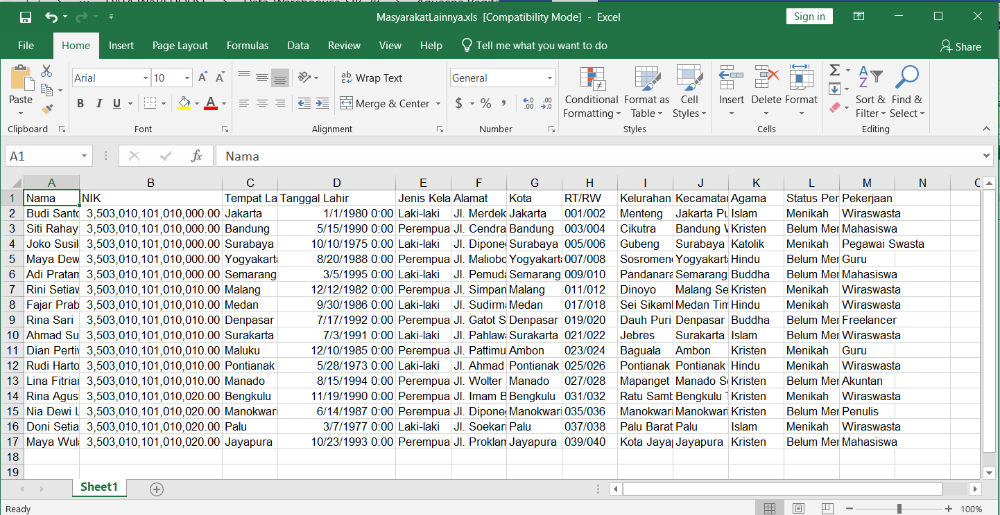 MasyarakatLainnya.xls [Compatibility Mode] - Excel
Sign in
File Home Insert Page Layout Formulas Data Review View Help Tell me what you want to do Share
Arial 10 Wrap Text General
Paste B I U A Merge & Center $ % , Conditional Formatting Format as Table Cell Styles Insert Delete Format Sort & Filter Find & Select
Clipboard Font Alignment Number Styles Cells Editing
A1 fx Nama
A B C D E F G H I J K L M N
1 Nama NIK Tempat La Tanggal Lahir Jenis Kela Alamat Kota RT/RW Kelurahan Kecamatan Agama Status Per Pekerjaan
2 Budi Santo 3,503,010,101,010,000.00 Jakarta 1/1/1980 0:00 Laki-laki Jl. Merdek Jakarta 001/002 Menteng Jakarta Pu Islam Menikah Wiraswasta
3 Siti Rahay 3,503,010,101,010,000.00 Bandung 5/15/1990 0:00 Perempua Jl. Cendra Bandung 003/004 Cikutra Bandung W Kristen Belum Mer Mahasiswa
4 Joko Susil 3,503,010,101,010,000.00 Surabaya 10/10/1975 0:00 Laki-laki Jl. Diponeg Surabaya 005/006 Gubeng Surabaya Katolik Menikah Pegawai Swasta
5 Maya Dew 3,503,010,101,010,000.00 Yogyakarta 8/20/1988 0:00 Perempua Jl. Maliobo Yogyakarta 007/008 Sosromen Yogyakarta Hindu Belum Mer Guru
6 Adi Pratam 3,503,010,101,010,000.00 Semarang 3/5/1995 0:00 Laki-laki Jl. Pemuda Semarang 009/010 Pandanara Semarang Buddha Belum Mer Mahasiswa
7 Rini Setiaw 3,503,010,101,010,010.00 Malang 12/12/1982 0:00 Perempua Jl. Simpan Malang 011/012 Dinoyo Malang Se Kristen Menikah Wiraswasta
8 Fajar Prab 3,503,010,101,010,010.00 Medan 9/30/1986 0:00 Laki-laki Jl. Sudirma Medan 017/018 Sei Sikamb Medan Tim Hindu Menikah Wiraswasta
9 Rina Sari 3,503,010,101,010,010.00 Denpasar 7/17/1992 0:00 Perempua Jl. Gatot S Denpasar 019/020 Dauh Puri Denpasar Buddha Belum Mer Freelancer
10 Ahmad Su 3,503,010,101,010,010.00 Surakarta 7/3/1991 0:00 Laki-laki Jl. Pahlaw Surakarta 021/022 Jebres Surakarta Islam Belum Mer Wiraswasta
11 Dian Pertiw 3,503,010,101,010,010.00 Maluku 12/10/1985 0:00 Perempua Jl. Pattimu Ambon 023/024 Baguala Ambon Kristen Menikah Guru
12 Rudi Harto 3,503,010,101,010,010.00 Pontianak 5/28/1973 0:00 Laki-laki Jl. Ahmad Pontianak 025/026 Pontianak Pontianak Hindu Menikah Wiraswasta
13 Lina Fitrian 3,503,010,101,010,010.00 Manado 8/15/1994 0:00 Perempua Jl. Wolter Manado 027/028 Mapanget Manado Se Kristen Belum Mer Akuntan
14 Rina Agus 3,503,010,101,010,020.00 Bengkulu 11/19/1990 0:00 Perempua Jl. Imam B Bengkulu 031/032 Ratu Samb Bengkulu T Kristen Menikah Wiraswasta
15 Nia Dewi L 3,503,010,101,010,020.00 Manokwari 6/14/1987 0:00 Perempua Jl. Diponeg Manokwari 035/036 Manokwari Manokwari Kristen Belum Mer Penulis
16 Doni Setia 3,503,010,101,010,020.00 Palu 3/7/1977 0:00 Laki-laki Jl. Soekar Palu 037/038 Palu Barat Palu Islam Menikah Wiraswasta
17 Maya Wula 3,503,010,101,010,020.00 Jayapura 10/23/1993 0:00 Perempua Jl. Proklam Jayapura 039/040 Kota Jayap Jayapura Kristen Belum Mer Mahasiswa
18
19
Sheet1
Ready 100%